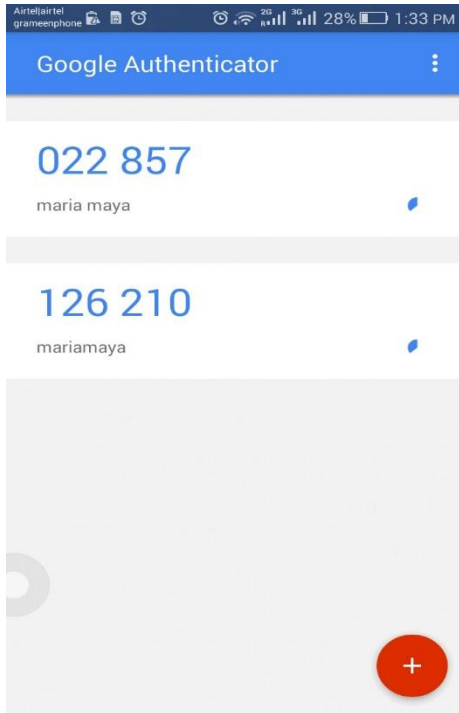 Airtel|airtel
grameenphone
2G 3G 28% 1:33 PM
R
Google Authenticator
022 857
maria maya
126 210
mariamaya